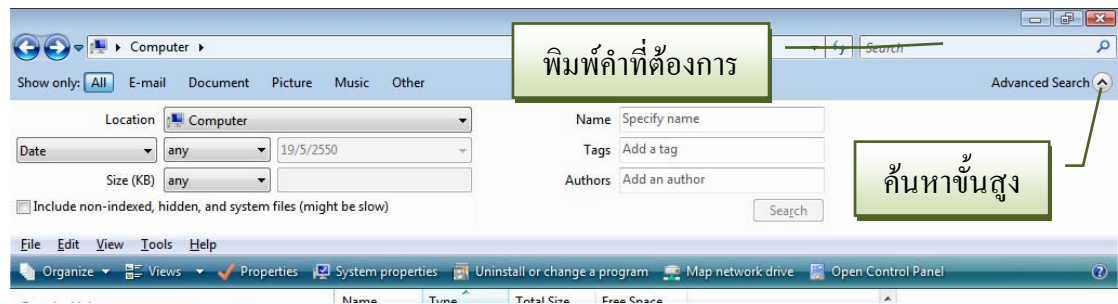 Computer
Search
พิมพ์คำที่ต้องการ
Show only: All E-mail Document Picture Music Other
Advanced Search
Location Computer
Name Specify name
Date any 19/5/2550
Tags Add a tag
Size (KB) any
Authors Add an author
ค้นหาขั้นสูง
Include non-indexed, hidden, and system files (might be slow)
Search
File Edit View Tools Help
Organize Views Properties System properties Uninstall or change a program Map network drive Open Control Panel
Name Type Total Size Free Space